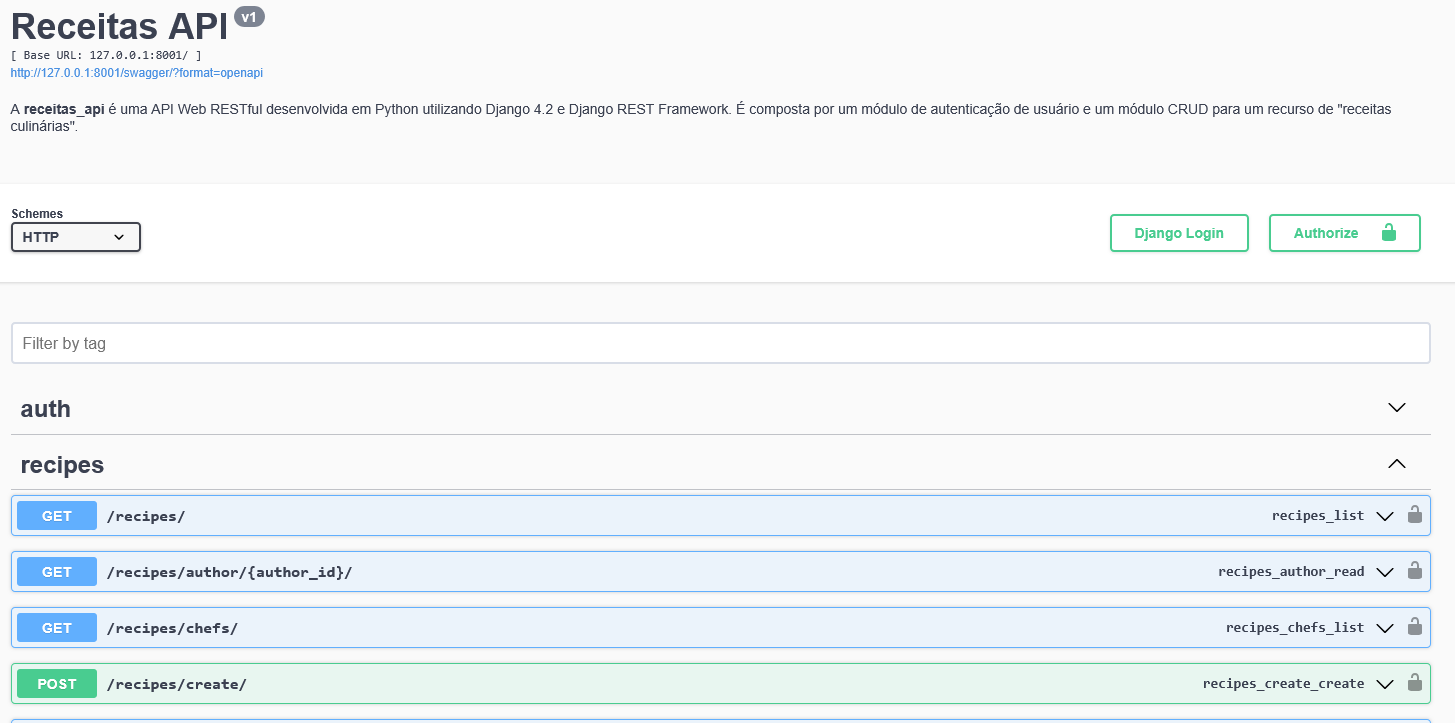 Receitas API v1
[ Base URL: 127.0.0.1:8001/ ]
http://127.0.0.1:8001/swagger/?format=openapi
A receitas_api é uma API Web RESTful desenvolvida em Python utilizando Django 4.2 e Django REST Framework. É composta por um módulo de autenticação de usuário e um módulo CRUD para um recurso de "receitas
culinárias".
Schemes
HTTP
Django Login
Authorize
Filter by tag
auth
recipes
GET /recipes/ recipes_list
GET /recipes/author/{author_id}/ recipes_author_read
GET /recipes/chefs/ recipes_chefs_list
POST /recipes/create/ recipes_create_create